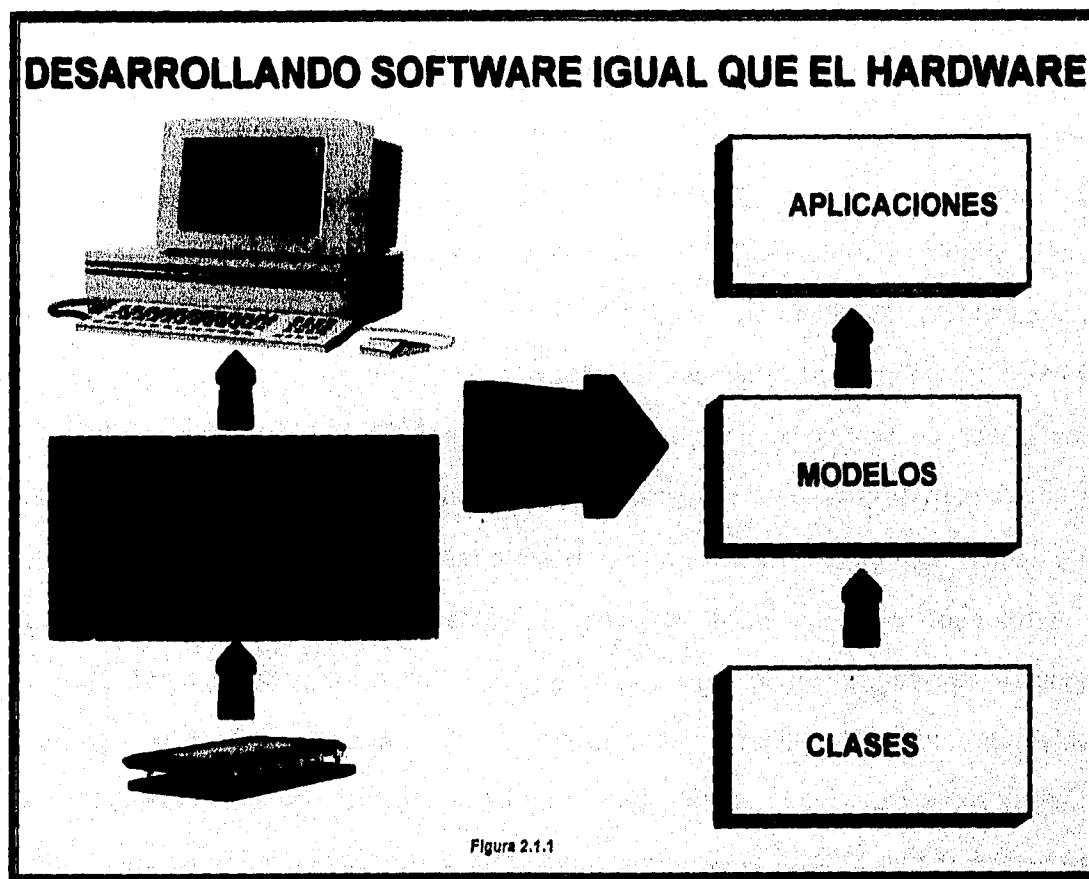 DESARROLLANDO SOFTWARE IGUAL QUE EL HARDWARE
APLICACIONES
MODELOS
CLASES
Figura 2.1.1